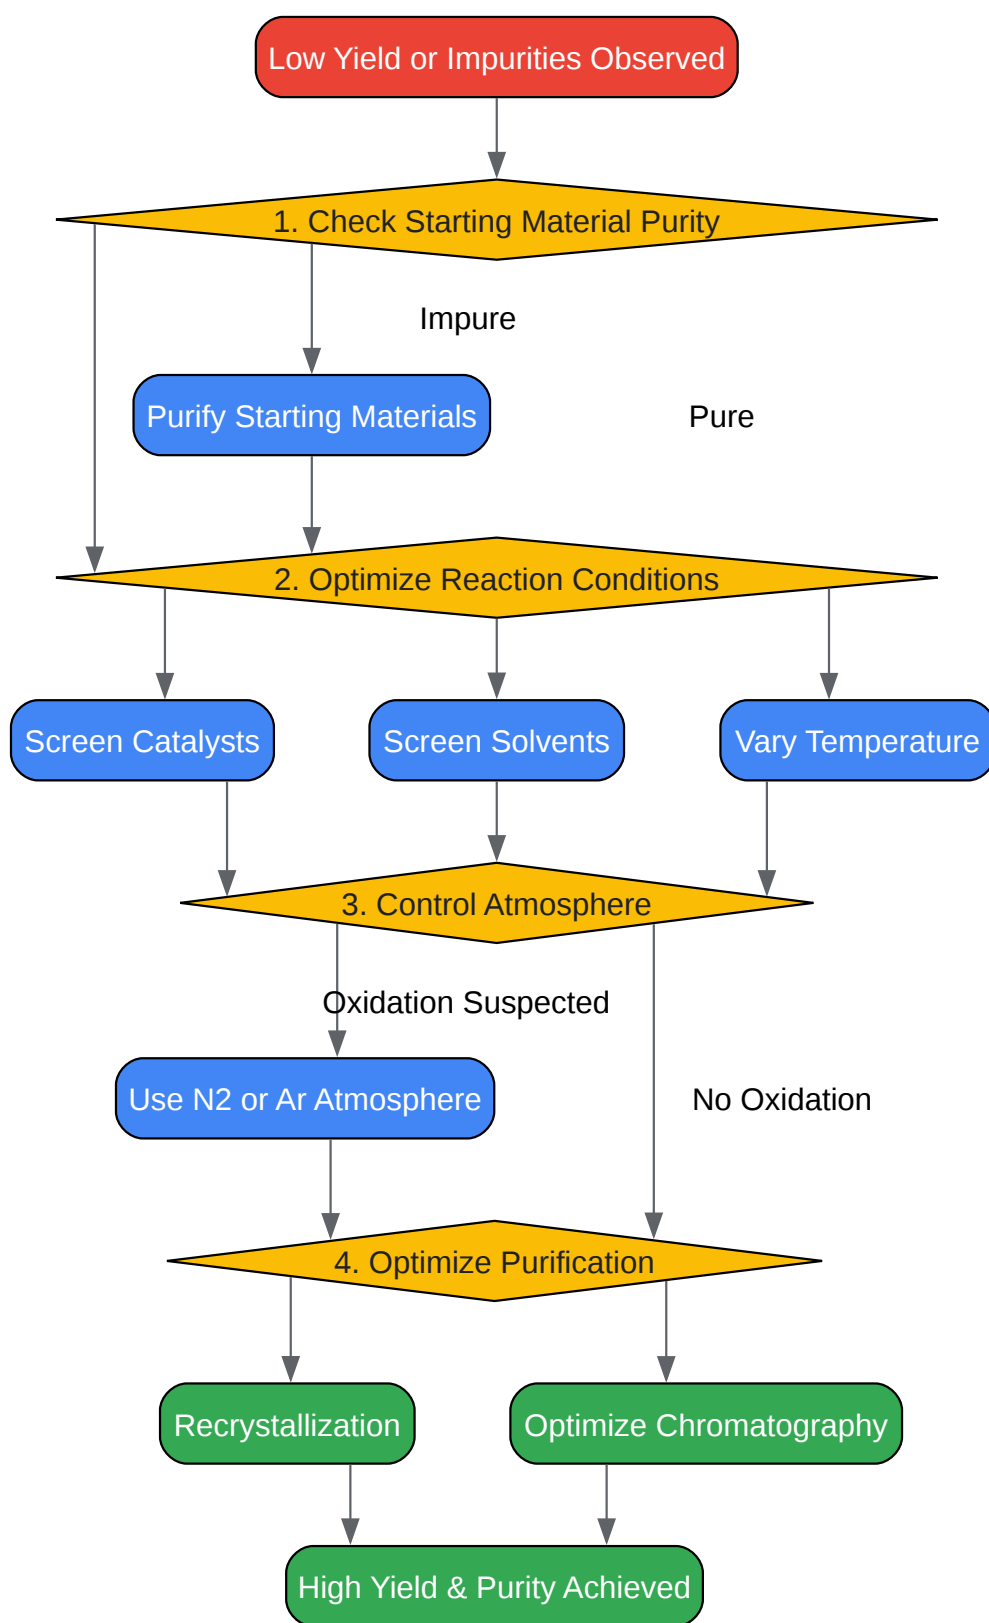 Low Yield or Impurities Observed
1. Check Starting Material Purity
Impure
Purify Starting Materials
Pure
2. Optimize Reaction Conditions
Screen Catalysts
Screen Solvents
Vary Temperature
3. Control Atmosphere
Oxidation Suspected
Use N2 or Ar Atmosphere
No Oxidation
4. Optimize Purification
Recrystallization
Optimize Chromatography
High Yield & Purity Achieved